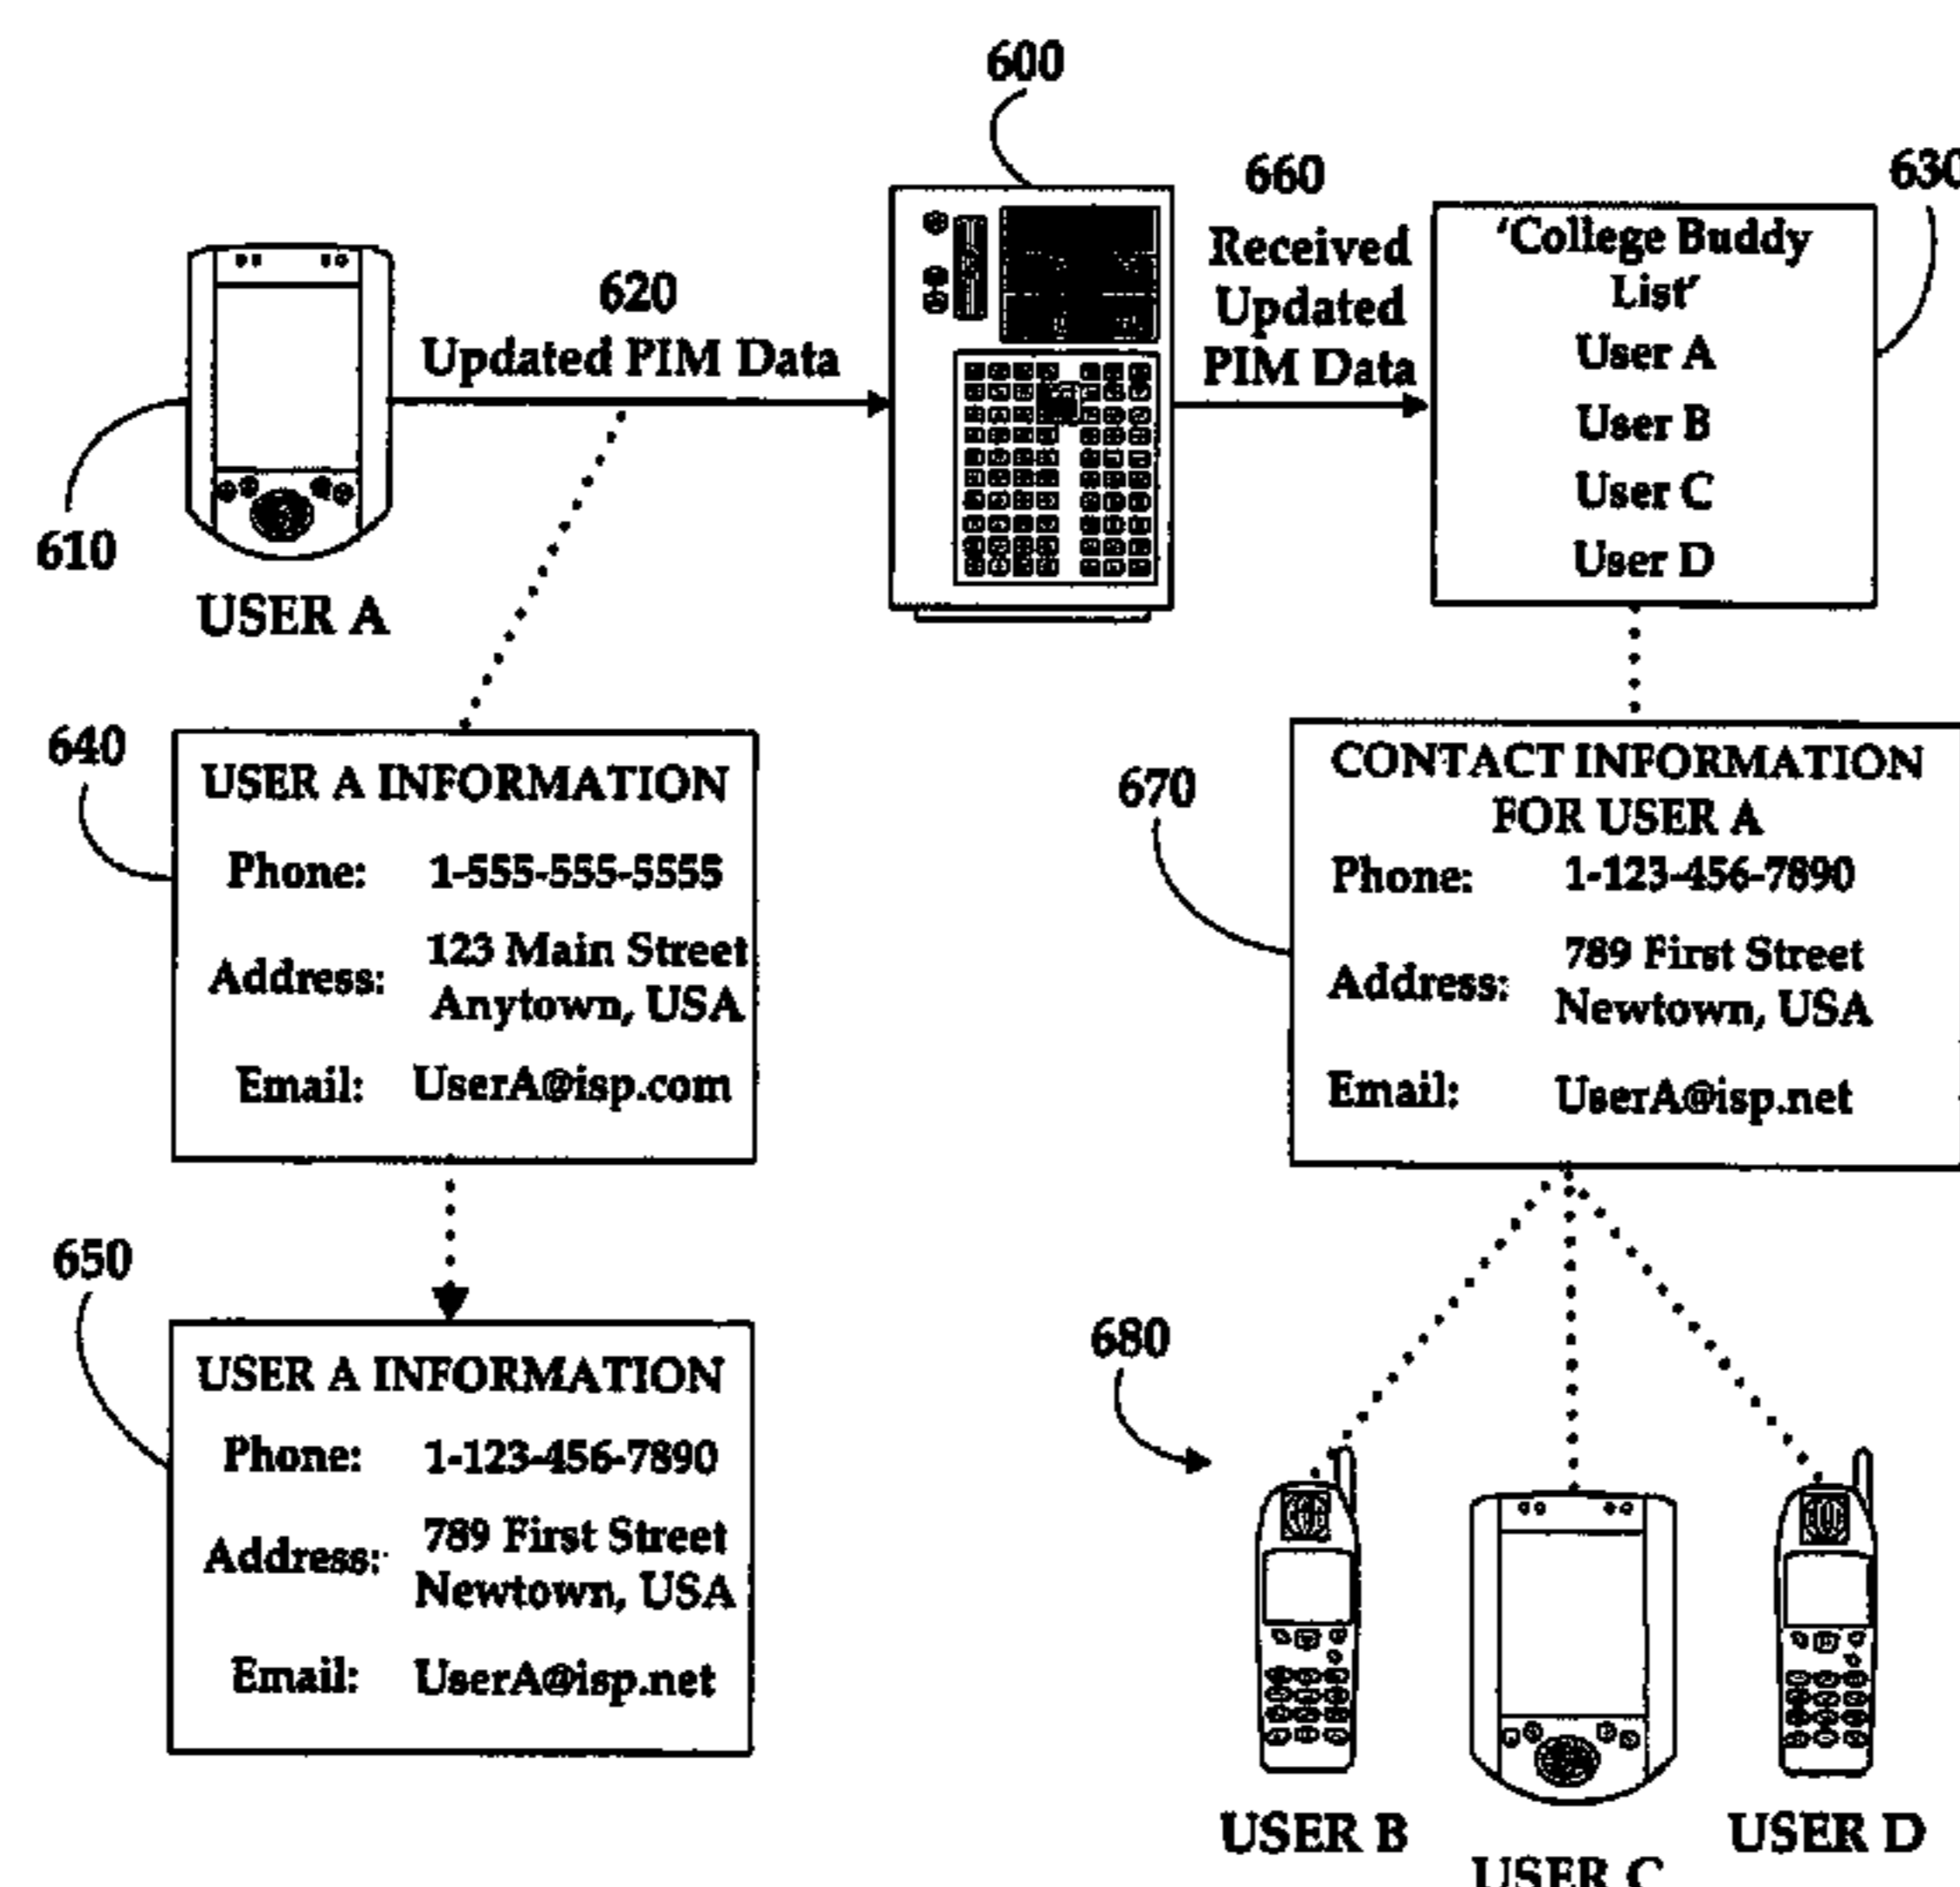 600
660
630
Received
Updated
PIM Data
620
Updated PIM Data
'College Buddy
List'
User A
User B
User C
User D
610
USER A
640
USER A INFORMATION
Phone: 1-555-555-5555
Address: 123 Main Street
Anytown, USA
Email: UserA@isp.com
670
CONTACT INFORMATION
FOR USER A
Phone: 1-123-456-7890
Address: 789 First Street
Newtown, USA
Email: UserA@isp.net
650
USER A INFORMATION
Phone: 1-123-456-7890
Address: 789 First Street
Newtown, USA
Email: UserA@isp.net
680
USER B
USER C
USER D